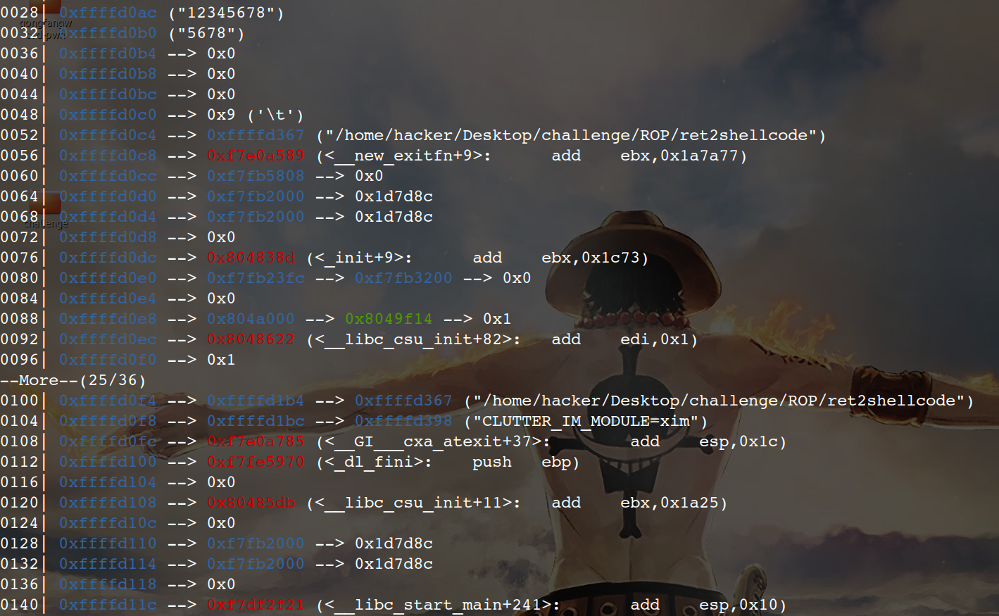 0028| 0xffffd0ac ("12345678")
gongfangw
0032| 0xffffd0b0 ("5678")
0036| 0xffffd0b4 --> 0x0
0040| 0xffffd0b8 --> 0x0
0044| 0xffffd0bc --> 0x0
0048| 0xffffd0c0 --> 0x9 ('\t')
0052| 0xffffd0c4 --> 0xffffd367 ("/home/hacker/Desktop/challenge/ROP/ret2shellcode")
0056| 0xffffd0c8 --> 0xf7e0a589 (<__new_exitfn+9>: add ebx,0x1a7a77)
0060| 0xffffd0cc --> 0xf7fb5808 --> 0x0
0064| 0xffffd0d0 --> 0xf7fb2000 --> 0x1d7d8c
0068| 0xffffd0d4 --> 0xf7fb2000 --> 0x1d7d8c
challenge
0072| 0xffffd0d8 --> 0x0
0076| 0xffffd0dc --> 0x804838d (<_init+9>: add ebx,0x1c73)
0080| 0xffffd0e0 --> 0xf7fb23fc --> 0xf7fb3200 --> 0x0
0084| 0xffffd0e4 --> 0x0
0088| 0xffffd0e8 --> 0x804a000 --> 0x8049f14 --> 0x1
0092| 0xffffd0ec --> 0x8048622 (<__libc_csu_init+82>: add edi,0x1)
0096| 0xffffd0f0 --> 0x1
--More--(25/36)
0100| 0xffffd0f4 --> 0xffffd1b4 --> 0xffffd367 ("/home/hacker/Desktop/challenge/ROP/ret2shellcode")
0104| 0xffffd0f8 --> 0xffffd1bc --> 0xffffd398 ("CLUTTER_IM_MODULE=xim")
0108| 0xffffd0fc --> 0xf7e0a785 (<__GI___cxa_atexit+37>: add esp,0x1c)
0112| 0xffffd100 --> 0xf7fe5970 (<_dl_fini>: push ebp)
0116| 0xffffd104 --> 0x0
0120| 0xffffd108 --> 0x80485db (<__libc_csu_init+11>: add ebx,0x1a25)
0124| 0xffffd10c --> 0x0
0128| 0xffffd110 --> 0xf7fb2000 --> 0x1d7d8c
0132| 0xffffd114 --> 0xf7fb2000 --> 0x1d7d8c
0136| 0xffffd118 --> 0x0
0140| 0xffffd11c --> 0xf7df2f21 (<__libc_start_main+241>: add esp,0x10)